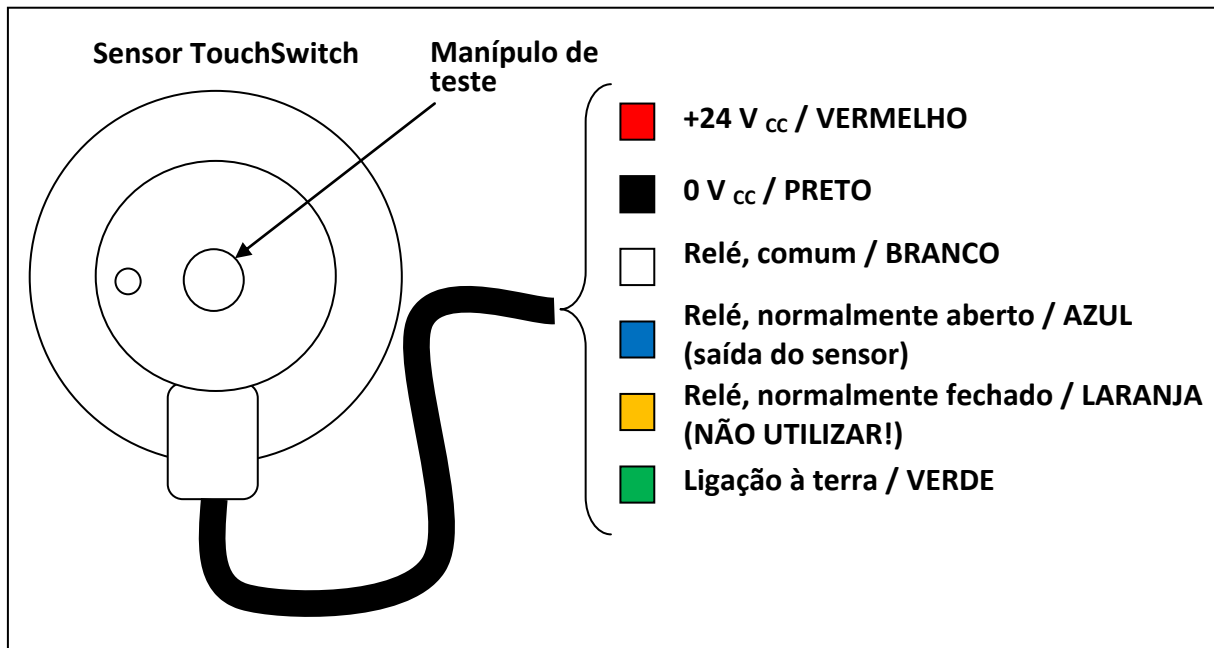 Sensor TouchSwitch
Manípulo de
teste
+24 V CC / VERMELHO
0 V CC / PRETO
Relé, comum / BRANCO
Relé, normalmente aberto / AZUL
(saída do sensor)
Relé, normalmente fechado / LARANJA
(NÃO UTILIZAR!)
Ligação à terra / VERDE